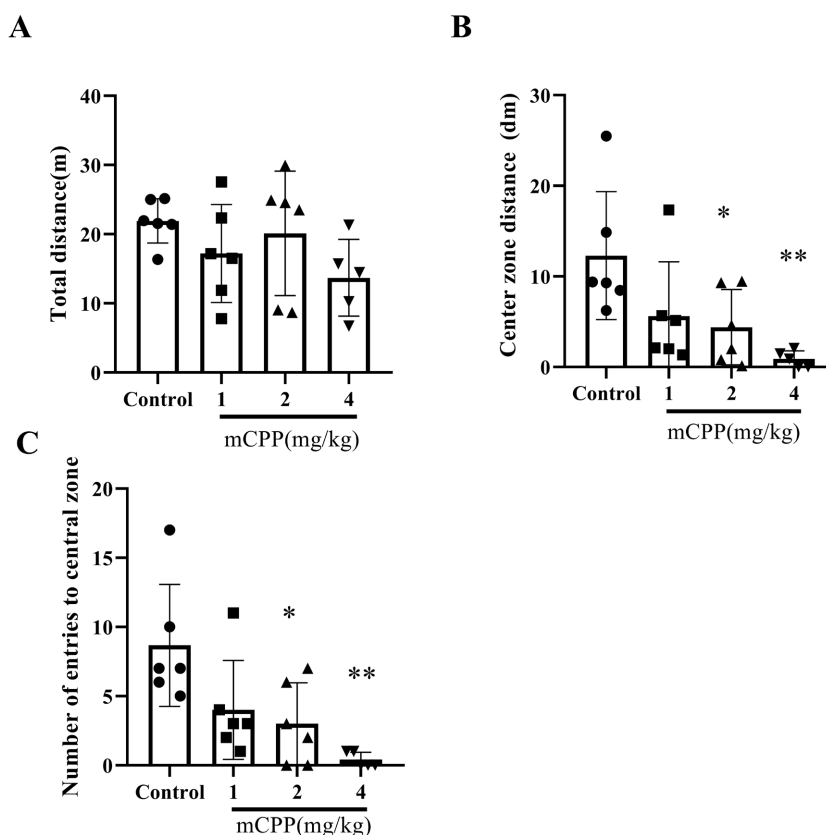 A
Total distance(m)
40
30
20
10
0
Control 1 2 4
mCPP(mg/kg)
B
Center zone distance (dm)
30
20
10
0
*
**
Control 1 2 4
mCPP(mg/kg)
C
Number of entries to central zone
20
15
10
5
0
*
**
Control 1 2 4
mCPP(mg/kg)